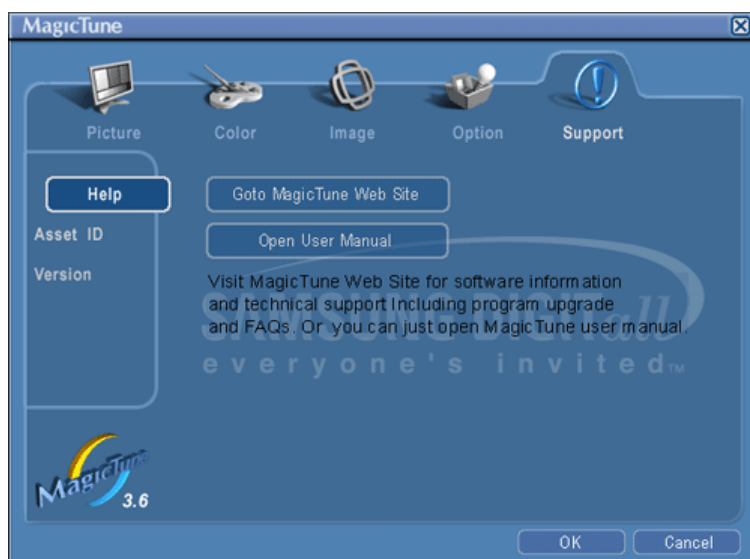 MagicTune
Picture
Color
Image
Option
Support
Help
Asset ID
Version
Goto MagicTune Web Site
Open User Manual
Visit MagicTune Web Site for software information
and technical support Including program upgrade
and FAQs. Or you can just open MagicTune user manual.
SAMSUNG DIGITall
everyone's invited™
MagicTune
3.6
OK
Cancel